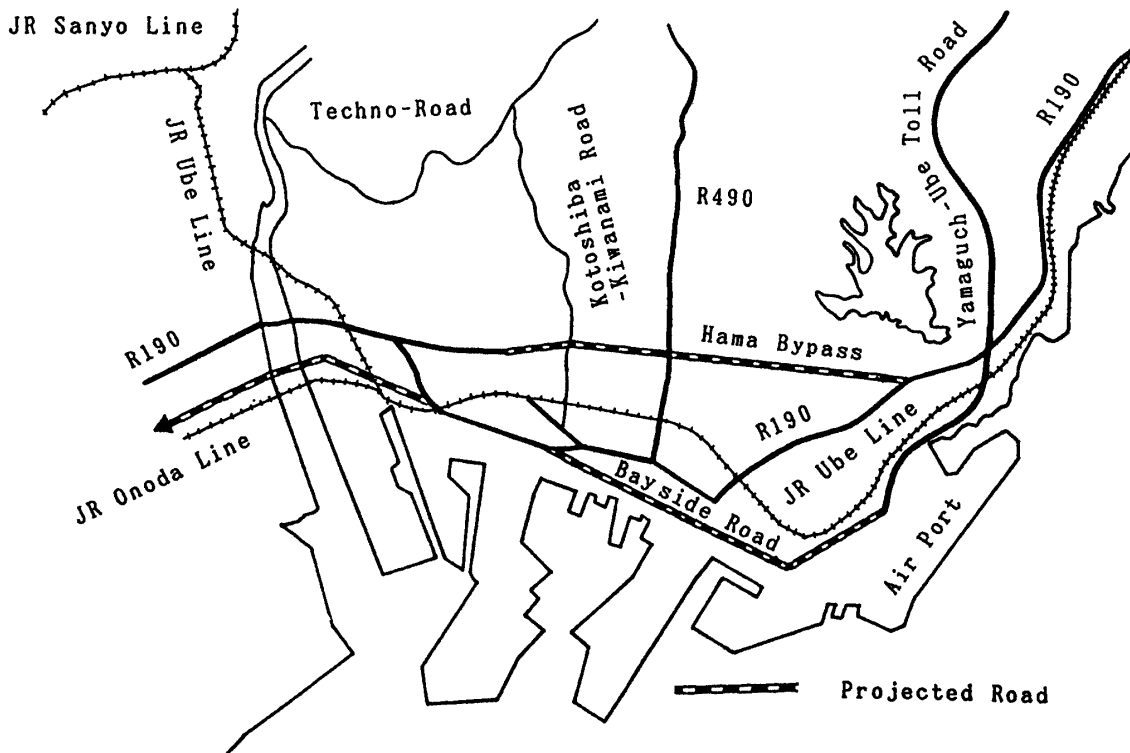 JR Sanyo Line
Techno-Road
JR Ube Line
Kotoshiba
-Kiwanami Road
R490
Yamaguch-Ube Toll Road
R190
Hama Bypass
R190
R190
JR Ube Line
JR Onoda Line
Bayside Road
Air Port
Projected Road